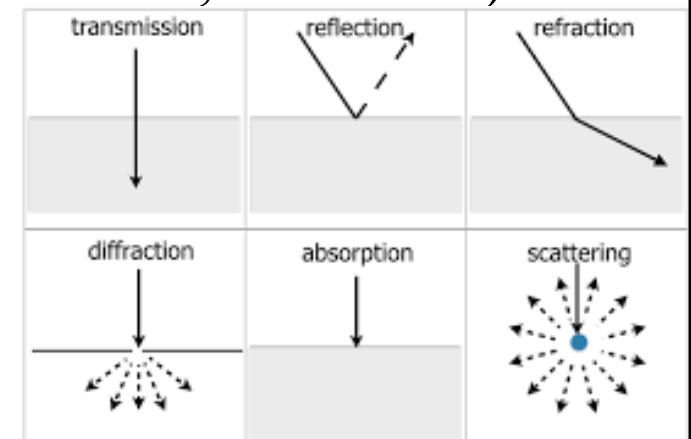 transmission
reflection
refraction
diffraction
absorption
scattering